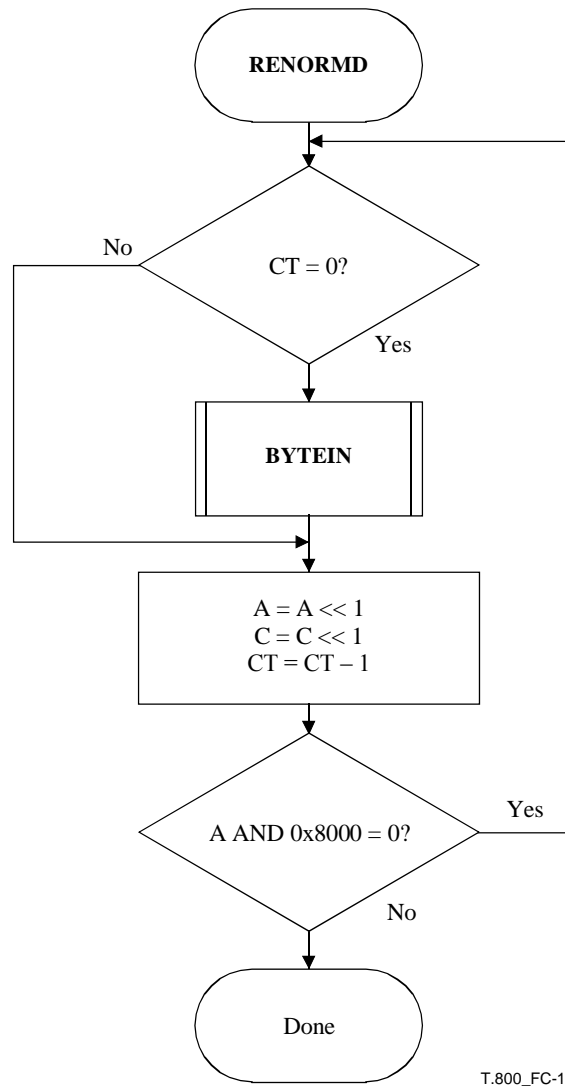 RENORMD
No
CT = 0?
Yes
BYTEIN
A = A << 1
C = C << 1
CT = CT – 1
A AND 0x8000 = 0?
Yes
No
Done
T.800_FC-1